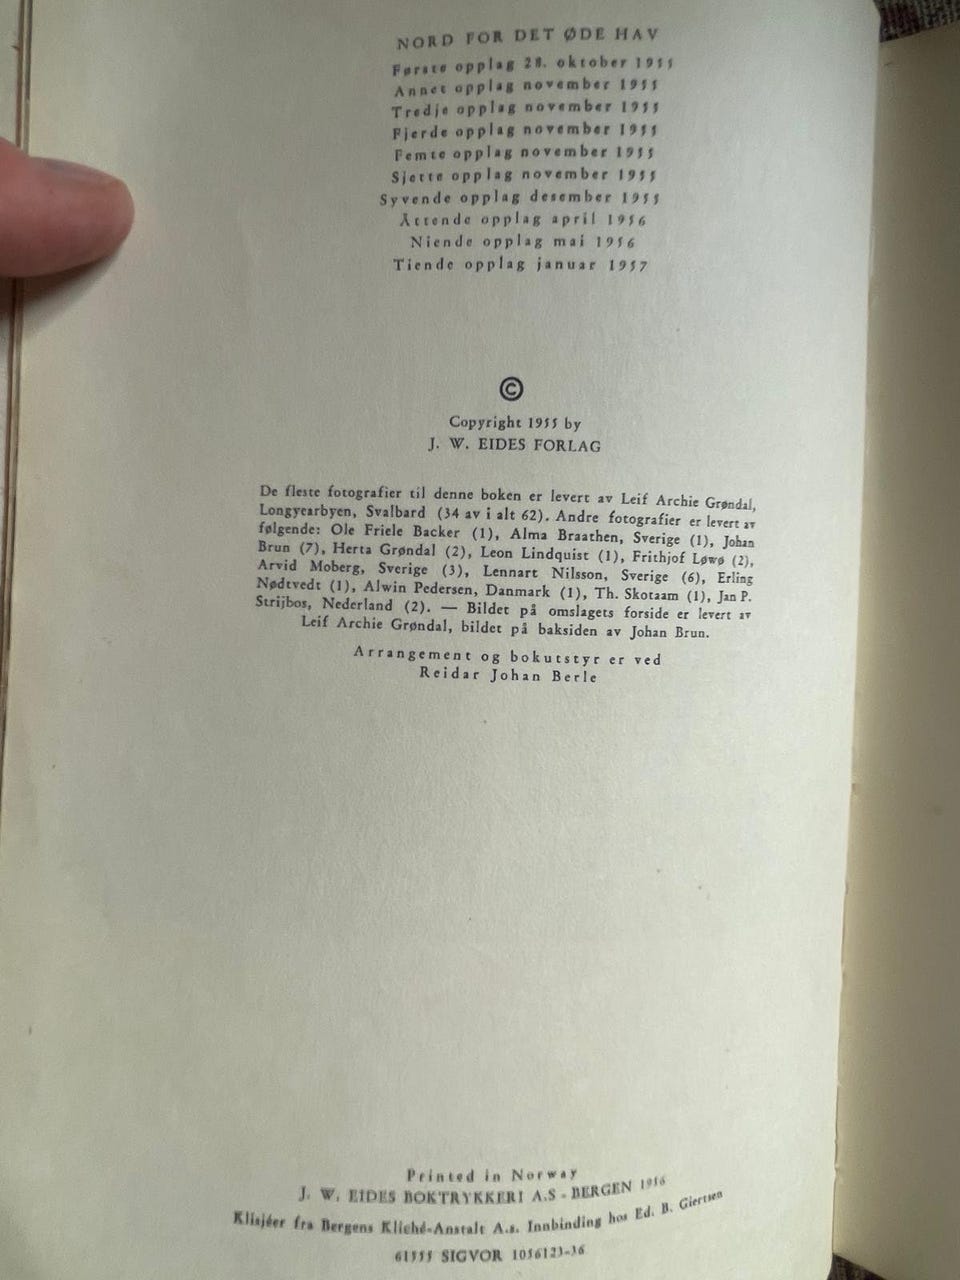 NORD FOR DET ØDE HAV
Første opplag 28. oktober 1955
Annet opplag november 1955
Tredje opplag november 1955
Fjerde opplag november 1955
Femte opplag november 1955
Sjette opplag november 1955
Syvende opplag desember 1955
Åttende opplag april 1956
Niende opplag mai 1956
Tiende opplag januar 1957
©
Copyright 1955 by
J. W. EIDES FORLAG
De fleste fotografier til denne boken er levert av Leif Archie Grøndal,
Longyearbyen, Svalbard (34 av i alt 62). Andre fotografier er levert av
følgende: Ole Friele Backer (1), Alma Braathen, Sverige (1), Johan
Brun (7), Herta Grøndal (2), Leon Lindquist (1), Frithjof Løwø (2),
Arvid Moberg, Sverige (3), Lennart Nilsson, Sverige (6), Erling
Nødtvedt (1), Alwin Pedersen, Danmark (1), Th. Skotaam (1), Jan P.
Strijbos, Nederland (2). — Bildet på omslagets forside er levert av
Leif Archie Grøndal, bildet på baksiden av Johan Brun.
Arrangement og bokutstyr er ved
Reidar Johan Berle
Printed in Norway
J. W. EIDES BOKTRYKKERI A.S - BERGEN 1956
Klisjéer fra Bergens Kliché-Anstalt A.s. Innbinding hos Ed. B. Giertsen
61555 SIGVOR 1056123-36